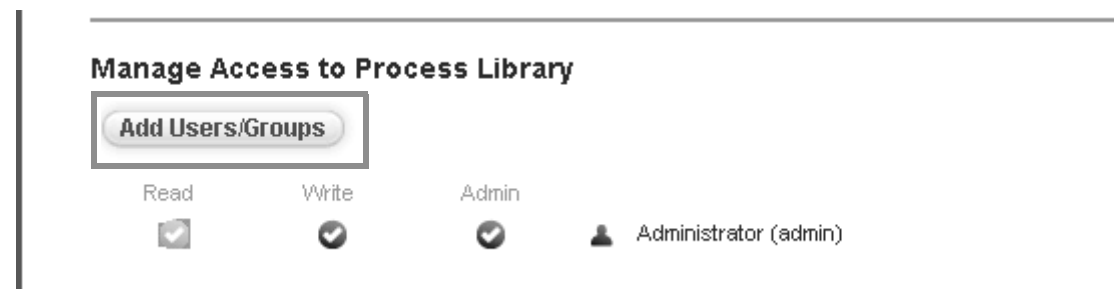 Manage Access to Process Library
Add Users/Groups
Read Write Admin
Administrator (admin)